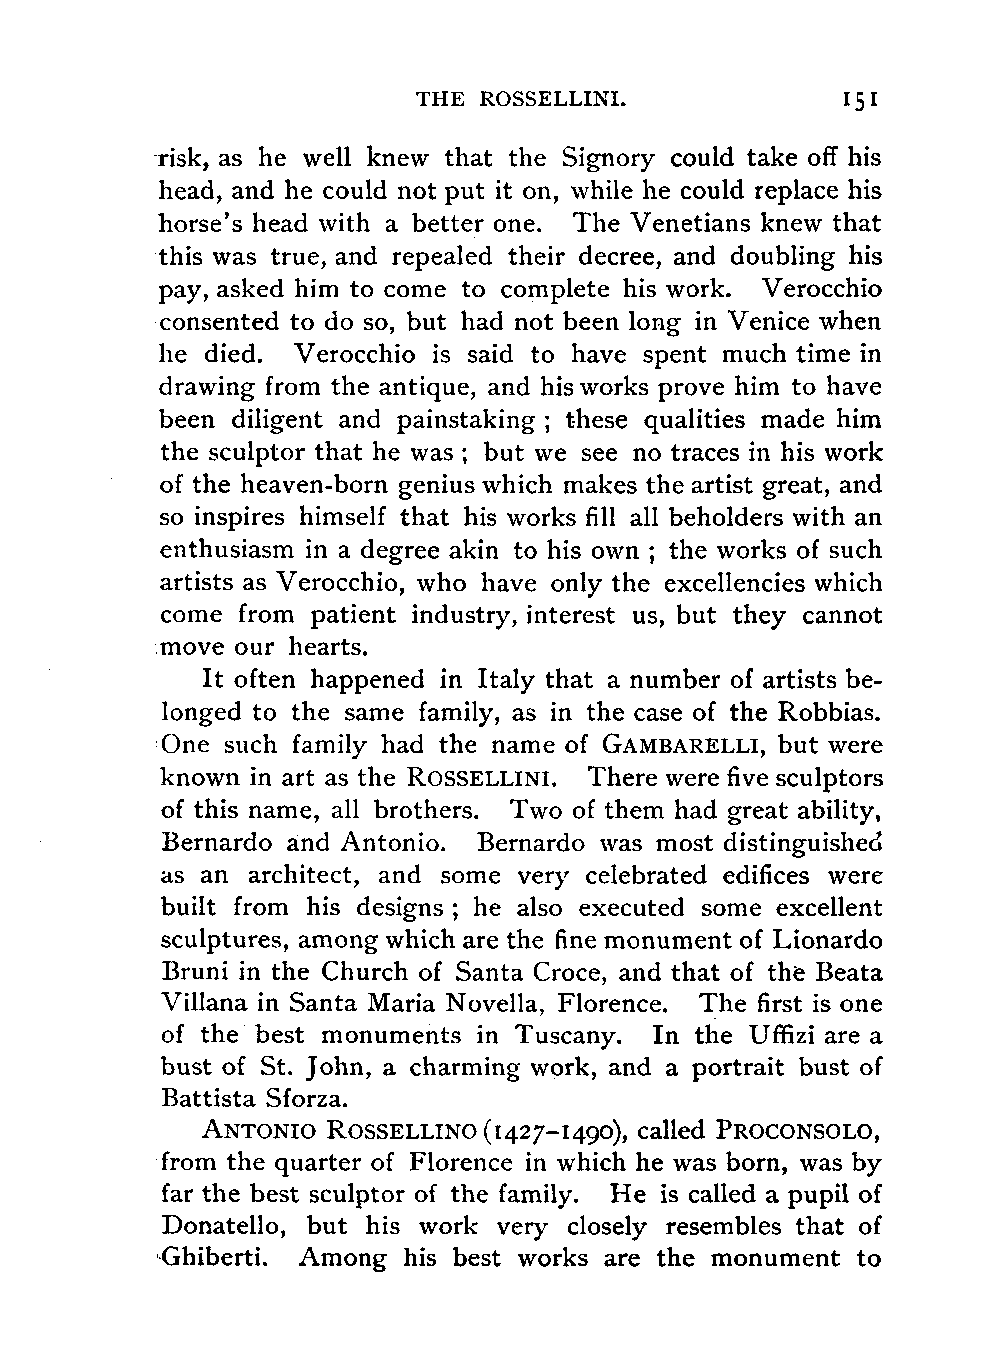 THE ROSSELLINI. 151
risk, as he well knew that the Signory could take off his
head, and he could not put it on, while he could replace his
horse's head with a better one. The Venetians knew that
this was true, and repealed their decree, and doubling his
pay, asked him to come to complete his work. Verocchio
consented to do so, but had not been long in Venice when
he died. Verocchio is said to have spent much time in
drawing from the antique, and his works prove him to have
been diligent and painstaking ; these qualities made him
the sculptor that he was ; but we see no traces in his work
of the heaven-born genius which makes the artist great, and
so inspires himself that his works fill all beholders with an
enthusiasm in a degree akin to his own ; the works of such
artists as Verocchio, who have only the excellencies which
come from patient industry, interest us, but they cannot
move our hearts.
It often happened in Italy that a number of artists be-
longed to the same family, as in the case of the Robbias.
One such family had the name of GAMBARELLI, but were
known in art as the ROSSELLINI. There were five sculptors
of this name, all brothers. Two of them had great ability,
Bernardo and Antonio. Bernardo was most distinguished
as an architect, and some very celebrated edifices were
built from his designs ; he also executed some excellent
sculptures, among which are the fine monument of Lionardo
Bruni in the Church of Santa Croce, and that of the Beata
Villana in Santa Maria Novella, Florence. The first is one
of the best monuments in Tuscany. In the Uffizi are a
bust of St. John, a charming work, and a portrait bust of
Battista Sforza.
ANTONIO ROSSELLINO (1427–1490), called PROCONSOLO,
from the quarter of Florence in which he was born, was by
far the best sculptor of the family. He is called a pupil of
Donatello, but his work very closely resembles that of
Ghiberti. Among his best works are the monument to